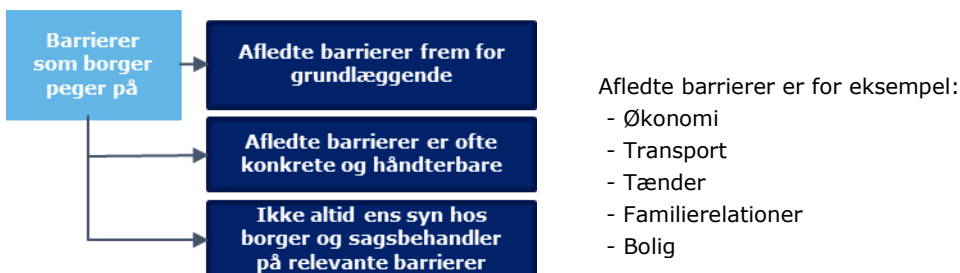 Barrierer
som borger
peger på
Afledte barrierer frem for
grundlæggende
Afledte barrierer er ofte
konkrete og håndterbare
Ikke altid ens syn hos
borger og sagsbehandler
på relevante barrierer
Afledte barrierer er for eksempel:
- Økonomi
- Transport
- Tænder
- Familierelationer
- Bolig